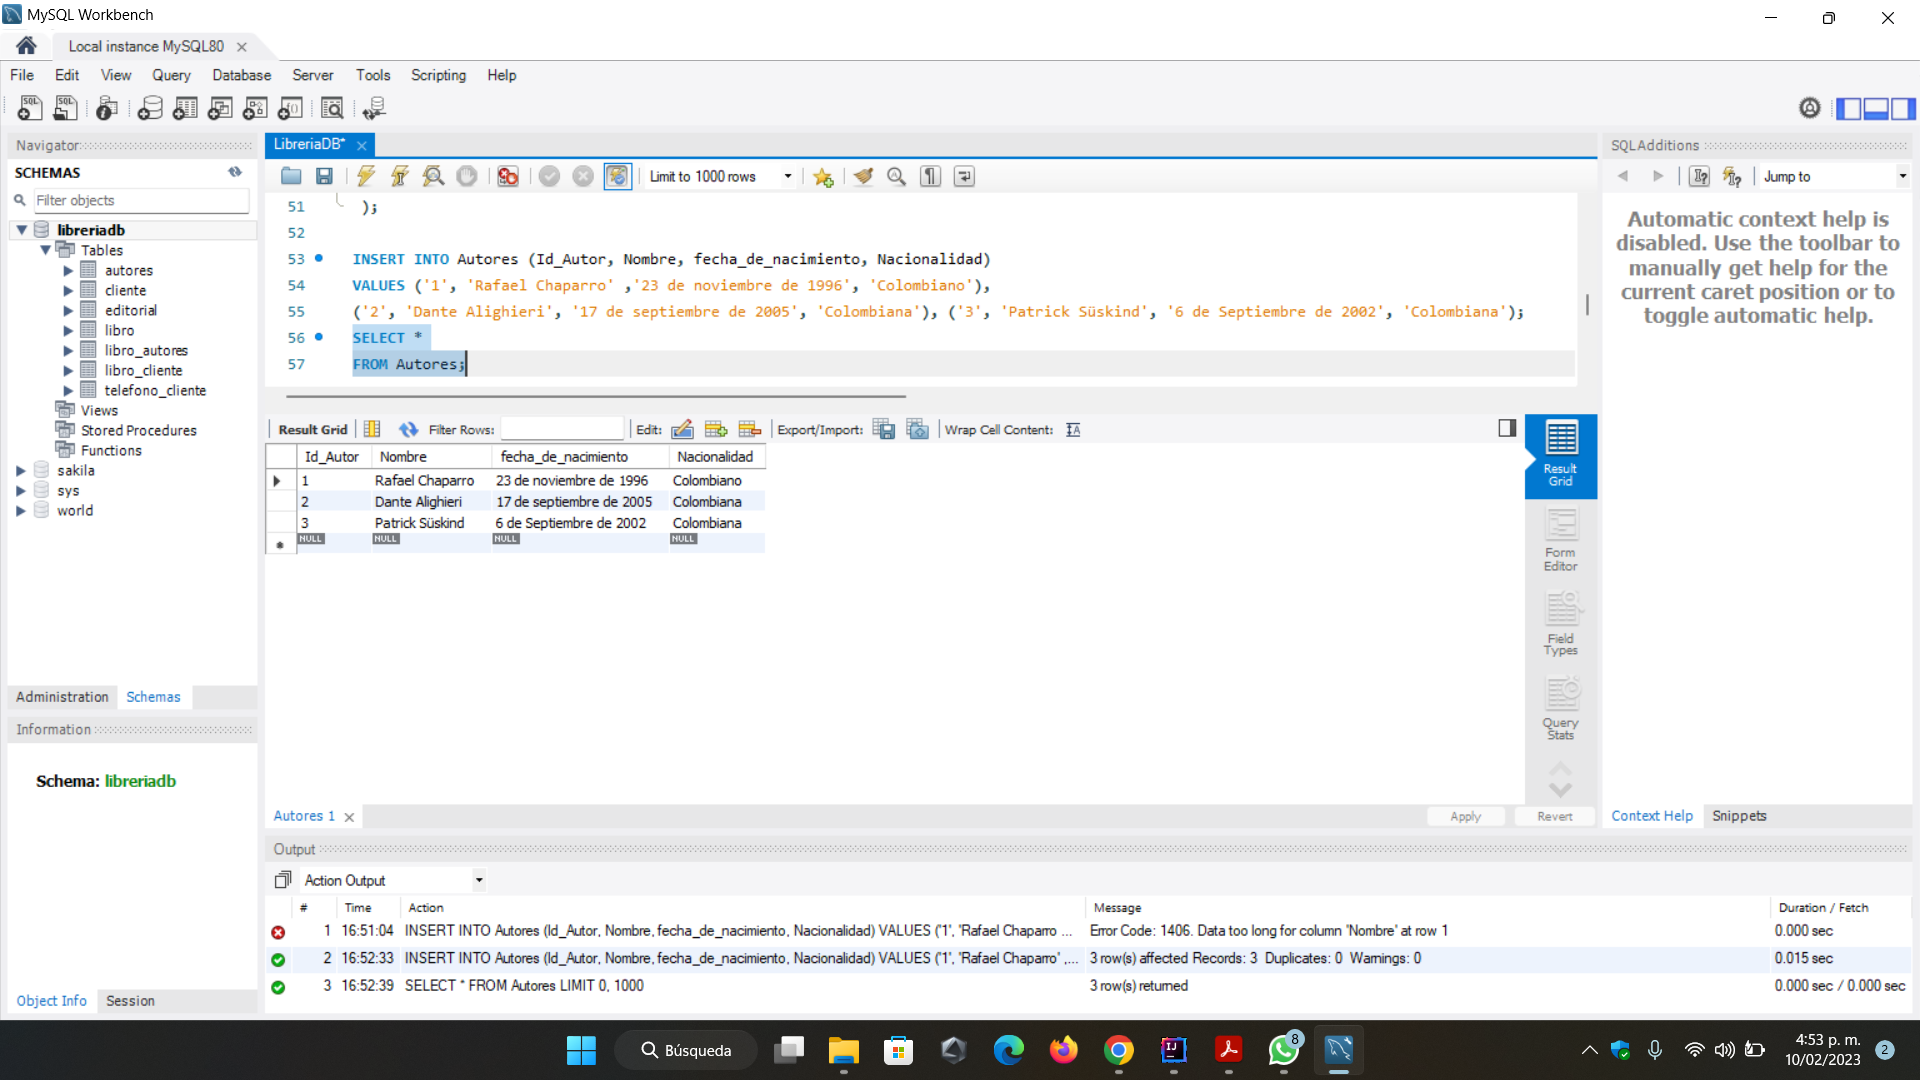 MySQL Workbench
Local instance MySQL80
File Edit View Query Database Server Tools Scripting Help
Navigator
SCHEMAS
Filter objects
libreriadb
Tables
autores
cliente
editorial
libro
libro_autores
libro_cliente
telefono_cliente
Views
Stored Procedures
Functions
sakila
sys
world
Administration Schemas
Information
Schema: libreriadb
Object Info Session
LibreriaDB*
Limit to 1000 rows
51 );
52
53 INSERT INTO Autores (Id_Autor, Nombre, fecha_de_nacimiento, Nacionalidad)
54 VALUES ('1', 'Rafael Chaparro' ,'23 de noviembre de 1996', 'Colombiano'),
55 ('2', 'Dante Alighieri', '17 de septiembre de 2005', 'Colombiana'), ('3', 'Patrick Süskind', '6 de Septiembre de 2002', 'Colombiana');
56 SELECT *
57 FROM Autores;
Result Grid Filter Rows: Edit: Export/Import: Wrap Cell Content:
Id_Autor Nombre fecha_de_nacimiento Nacionalidad
1 Rafael Chaparro 23 de noviembre de 1996 Colombiano
2 Dante Alighieri 17 de septiembre de 2005 Colombiana
3 Patrick Süskind 6 de Septiembre de 2002 Colombiana
NULL NULL NULL NULL
Result
Grid
Form
Editor
Field
Types
Query
Stats
Autores 1
Apply Revert
SQLAdditions
Jump to
Automatic context help is
disabled. Use the toolbar to
manually get help for the
current caret position or to
toggle automatic help.
Context Help Snippets
Output
Action Output
# Time Action Message Duration / Fetch
1 16:51:04 INSERT INTO Autores (Id_Autor, Nombre, fecha_de_nacimiento, Nacionalidad) VALUES ('1', 'Rafael Chaparro ... Error Code: 1406. Data too long for column 'Nombre' at row 1 0.000 sec
2 16:52:33 INSERT INTO Autores (Id_Autor, Nombre, fecha_de_nacimiento, Nacionalidad) VALUES ('1', 'Rafael Chaparro' ,... 3 row(s) affected Records: 3 Duplicates: 0 Warnings: 0 0.015 sec
3 16:52:39 SELECT * FROM Autores LIMIT 0, 1000 3 row(s) returned 0.000 sec / 0.000 sec
Búsqueda
8
4:53 p. m.
10/02/2023
2